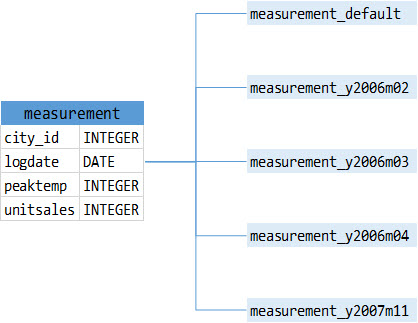 measurement_default
measurement_y2006m02
measurement
city_id INTEGER
logdate DATE
peaktemp INTEGER
unitsales INTEGER
measurement_y2006m03
measurement_y2006m04
measurement_y2007m11